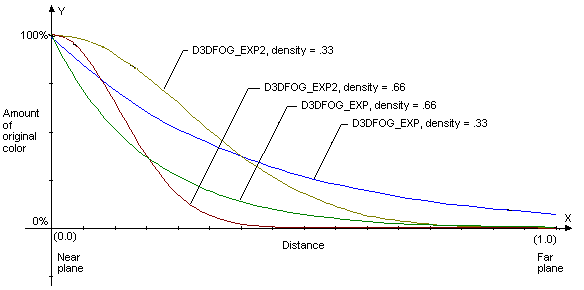 Y
100%
D3DFOG_EXP2, density = .33
D3DFOG_EXP2, density = .66
D3DFOG_EXP, density = .66
D3DFOG_EXP, density = .33
Amount
of
original
color
0%
X
(0.0)
Distance
(1.0)
Near
plane
Far
plane